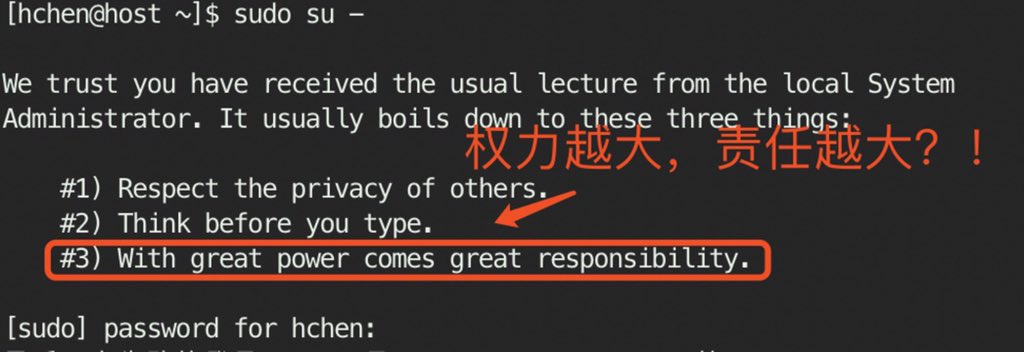 [hchen@host ~]$ sudo su -
We trust you have received the usual lecture from the local System
Administrator. It usually boils down to these three things:
权力越大，责任越大？！
#1) Respect the privacy of others.
#2) Think before you type.
#3) With great power comes great responsibility.
[sudo] password for hchen: